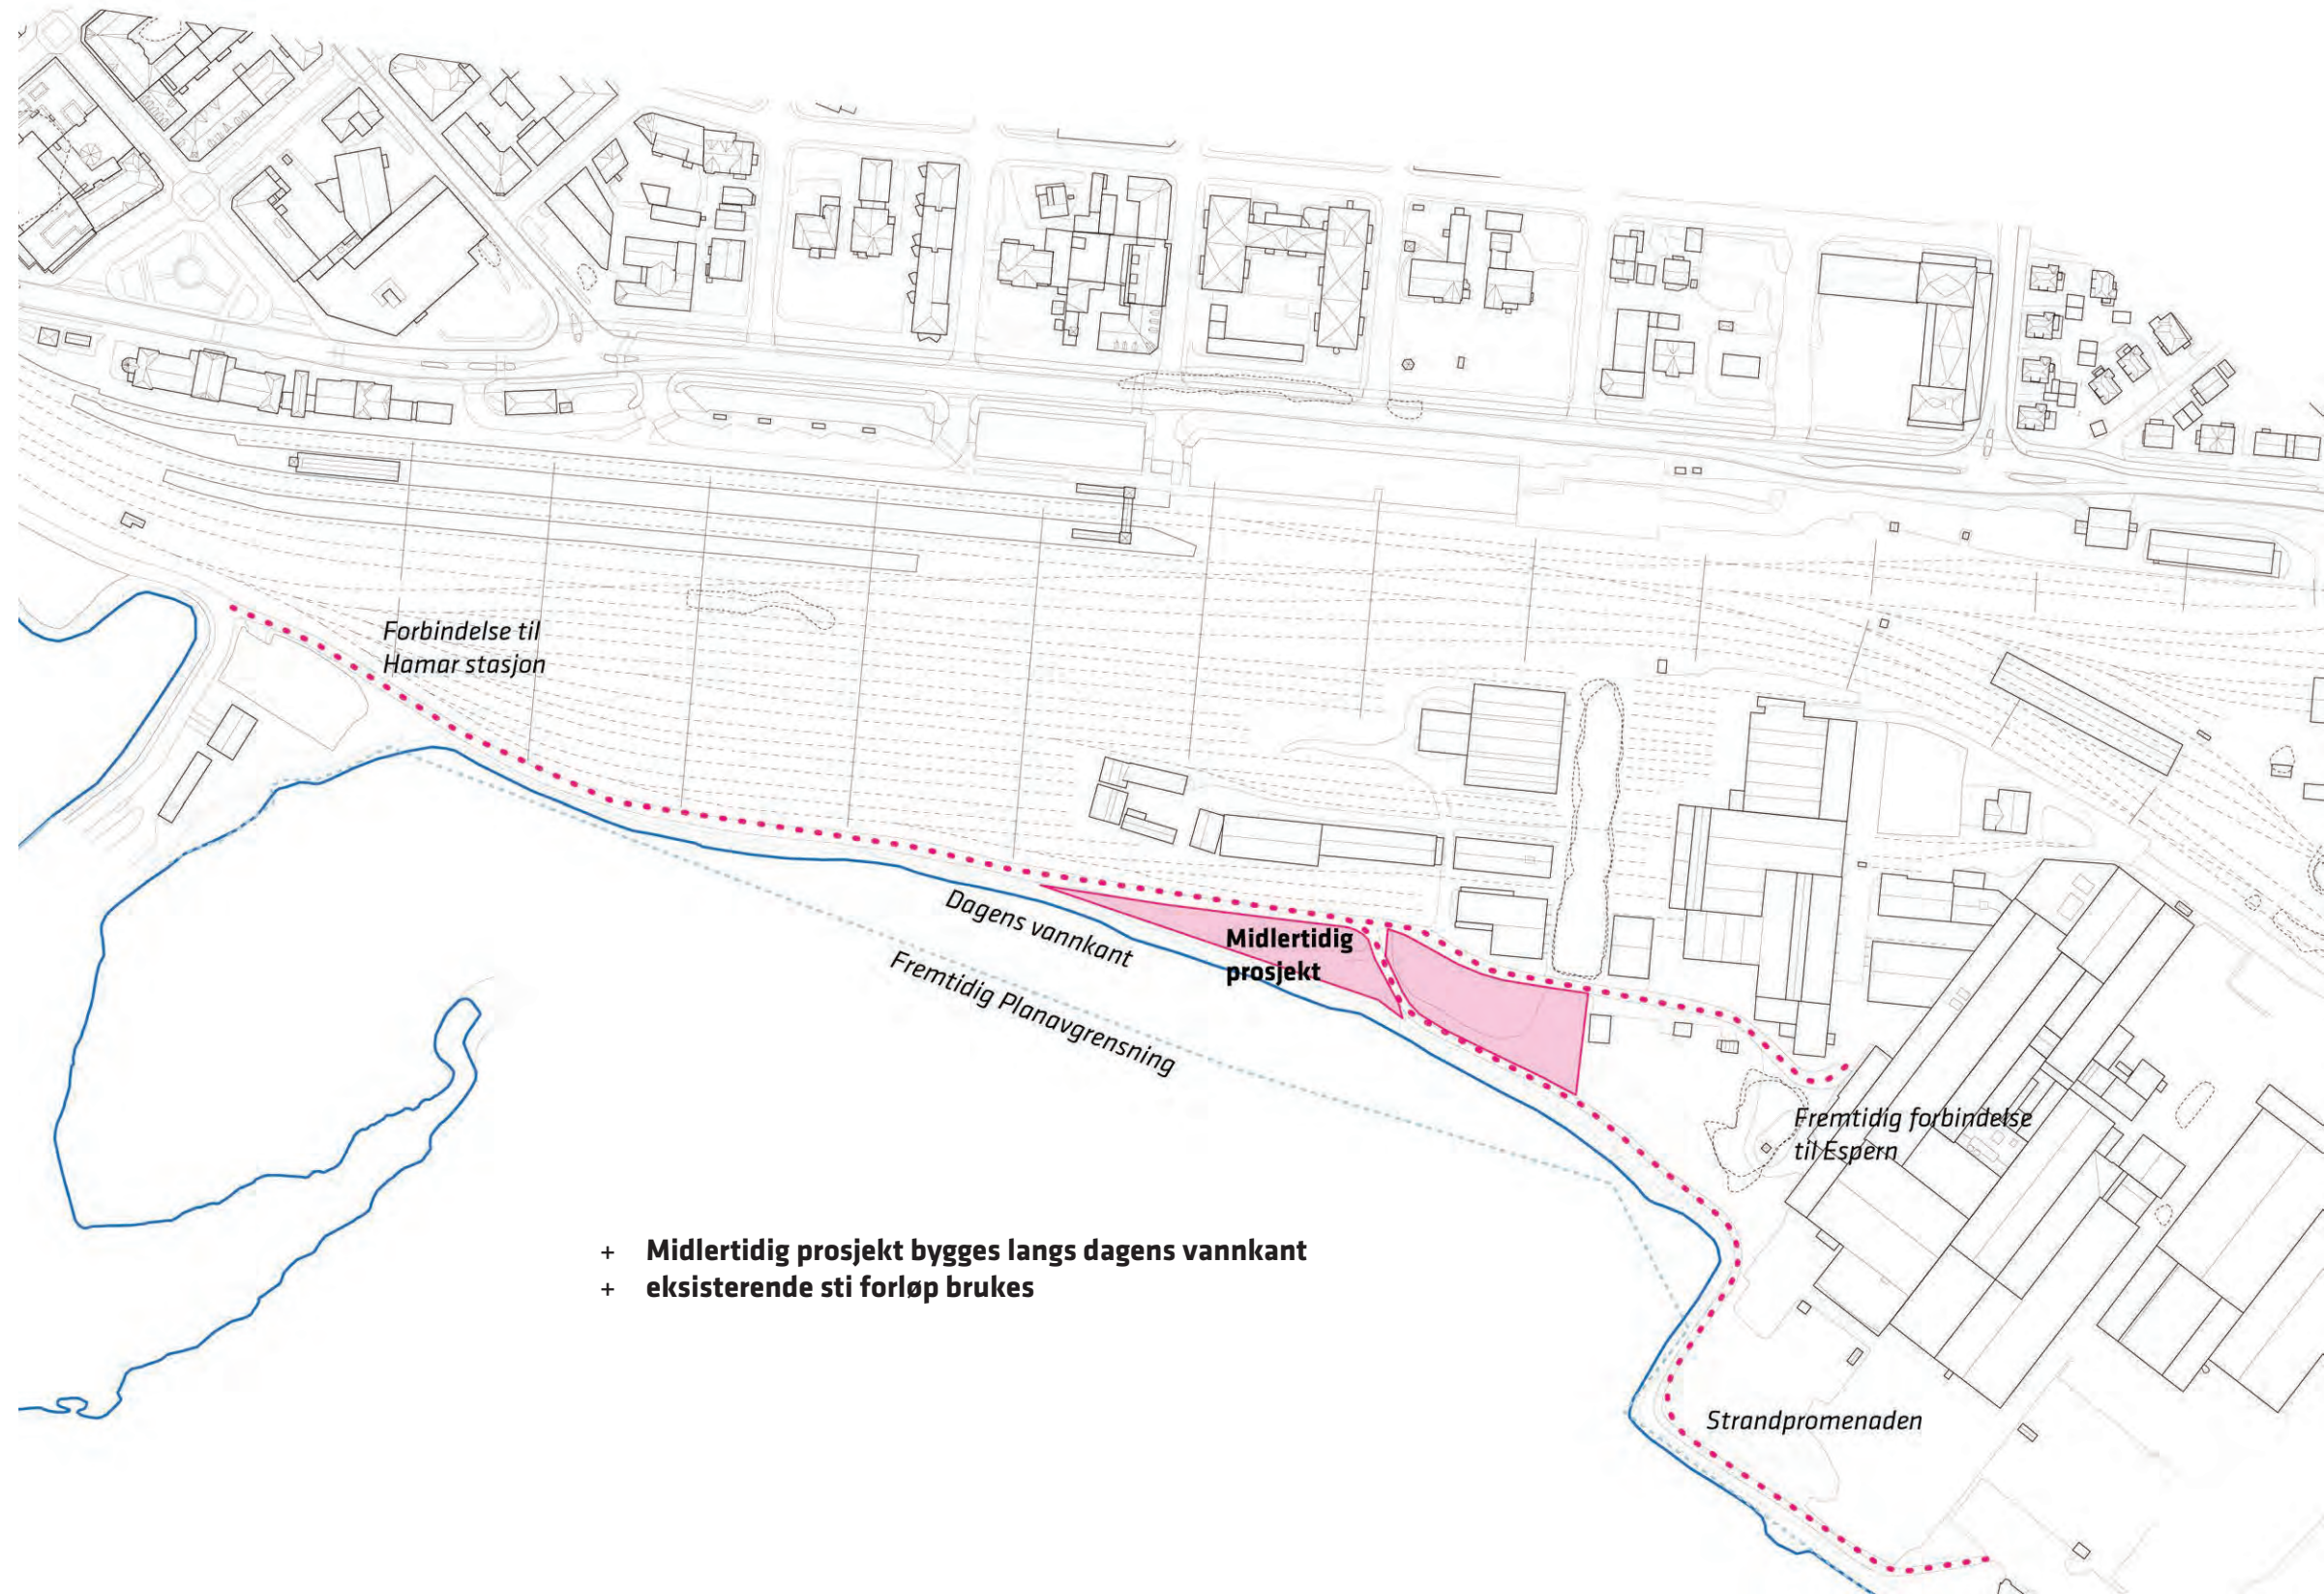 Forbindelse til
Hamar stasjon
Dagens vannkant
Fremtidig Planavgrensning
Midlertidig
prosjekt
Fremtidig forbindelse
til Espern
+ Midlertidig prosjekt bygges langs dagens vannkant
+ eksisterende sti forløp brukes
Strandpromenaden